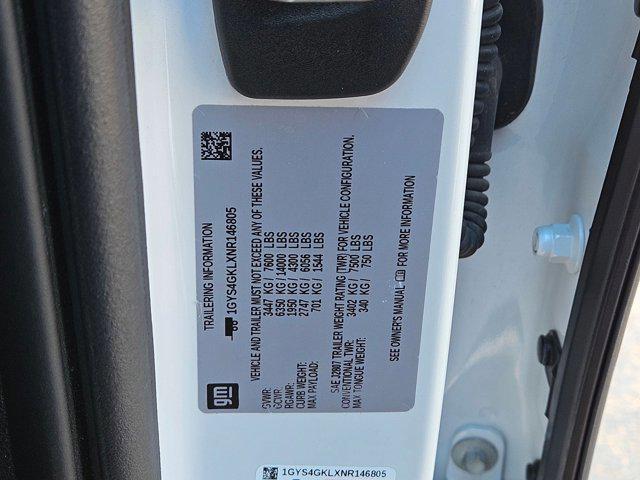 gm
TRAILERING INFORMATION
1GYS4GKLXNR146805
VEHICLE AND TRAILER MUST NOT EXCEED ANY OF THESE VALUES.
GVWR: 3447 KG / 7600 LBS
GCWR: 6350 KG / 14000 LBS
RGAWR: 1950 KG / 4300 LBS
CURB WEIGHT: 2747 KG / 6056 LBS
MAX PAYLOAD: 701 KG / 1544 LBS
SAE J2807 TRAILER WEIGHT RATING (TWR) FOR VEHICLE CONFIGURATION.
CONVENTIONAL TWR: 3402 KG / 7500 LBS
MAX TONGUE WEIGHT: 340 KG / 750 LBS
SEE OWNER'S MANUAL FOR MORE INFORMATION
1GYS4GKLXNR146805